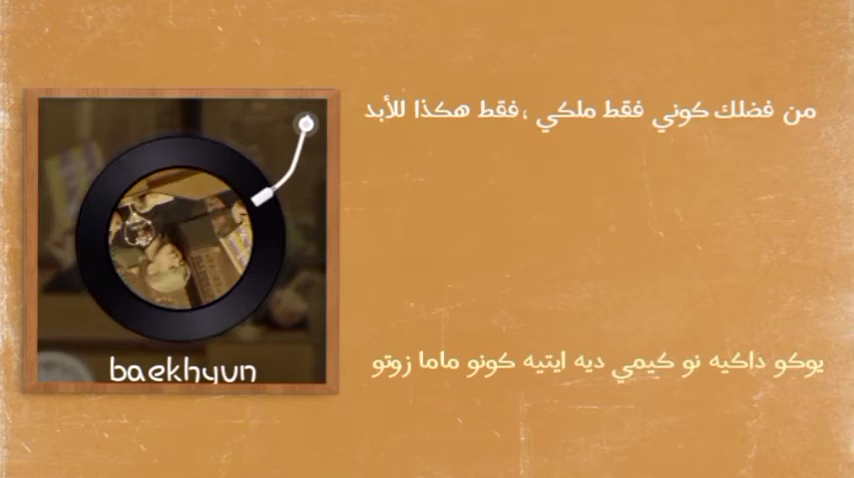 من فضلك كوني فقط ملكي ،فقط هكذا للأبد
يوكو داكيه نو كيمي ديه ايتيه كونو ماما زوتو
baekhyun